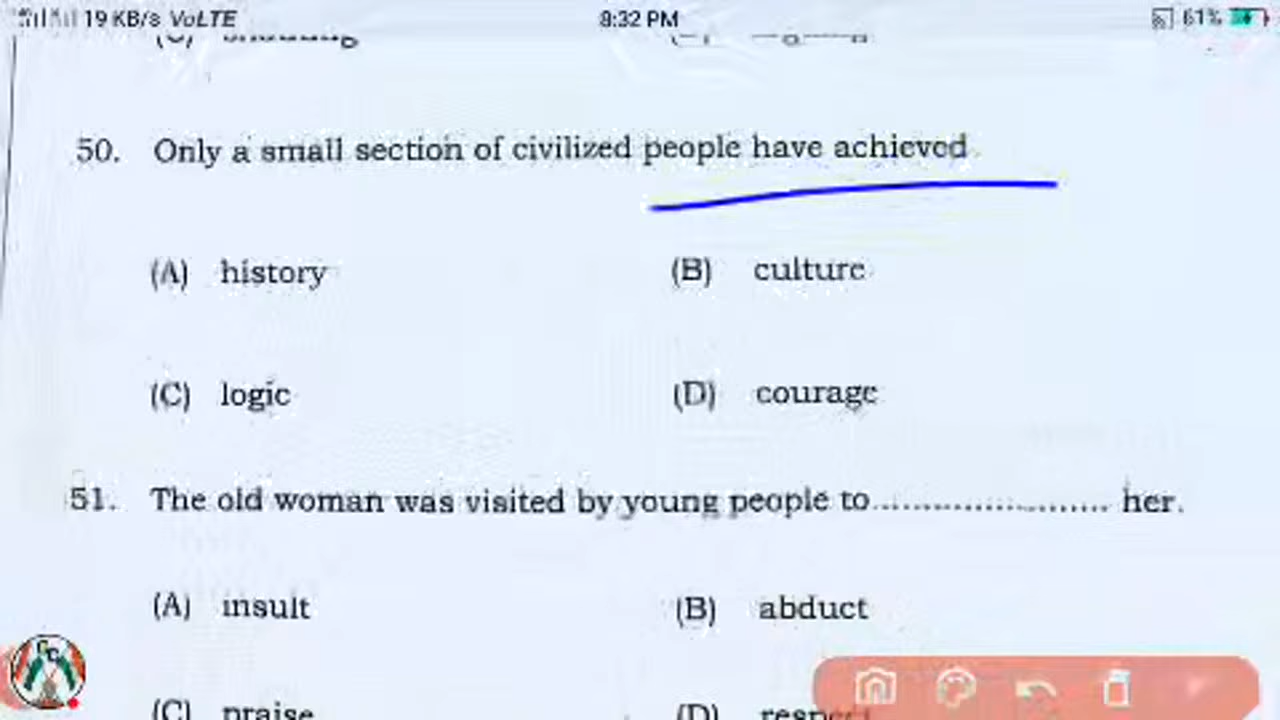 19 KB/s VoLTE 8:32 PM 61%
50. Only a small section of civilized people have achieved
(A) history (B) culture
(C) logic (D) courage
51. The old woman was visited by young people to ..................... her.
(A) insult (B) abduct
(C) praise (D) respect